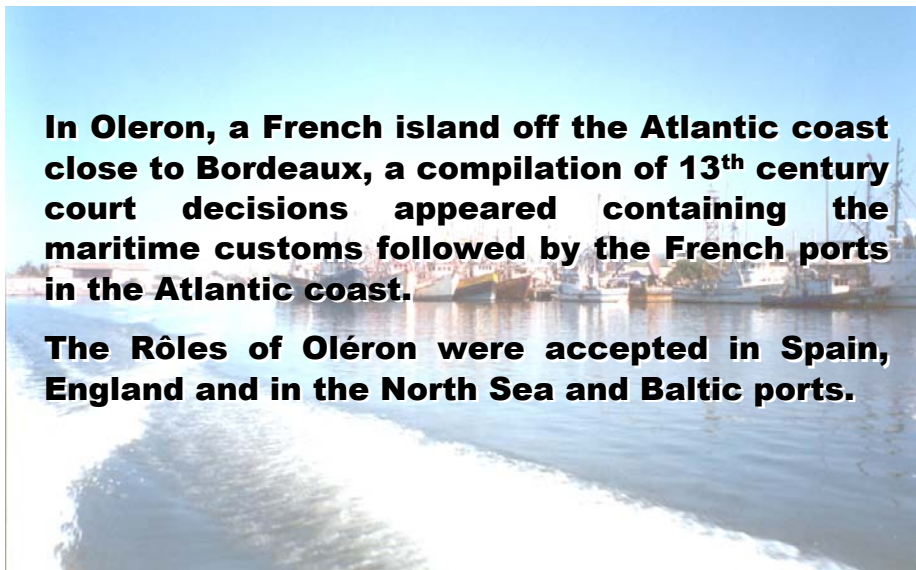 In Oleron, a French island off the Atlantic coast
close to Bordeaux, a compilation of 13th century
court decisions appeared containing the
maritime customs followed by the French ports
in the Atlantic coast.
The Rôles of Oléron were accepted in Spain,
England and in the North Sea and Baltic ports.